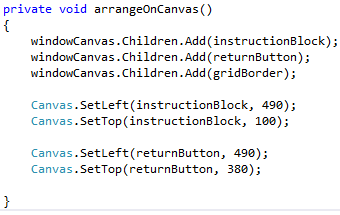 private void arrangeOnCanvas()
{
    windowCanvas.Children.Add(instructionBlock);
    windowCanvas.Children.Add(returnButton);
    windowCanvas.Children.Add(gridBorder);

    Canvas.SetLeft(instructionBlock, 490);
    Canvas.SetTop(instructionBlock, 100);

    Canvas.SetLeft(returnButton, 490);
    Canvas.SetTop(returnButton, 380);

}